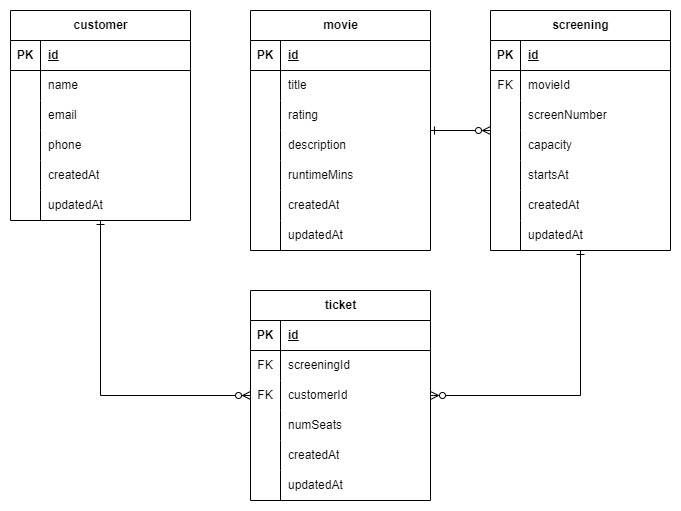 customer
PK id
name
email
phone
createdAt
updatedAt
movie
PK id
title
rating
description
runtimeMins
createdAt
updatedAt
screening
PK id
FK movieId
screenNumber
capacity
startsAt
createdAt
updatedAt
ticket
PK id
FK screeningId
FK customerId
numSeats
createdAt
updatedAt